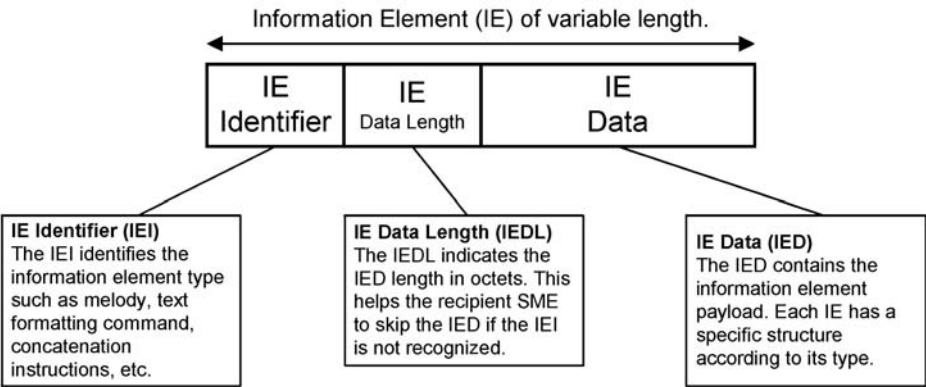 Information Element (IE) of variable length.
IE
Identifier
IE
Data Length
IE
Data
IE Identifier (IEI)
The IEI identifies the
information element type
such as melody, text
formatting command,
concatenation
instructions, etc.
IE Data Length (IEDL)
The IEDL indicates the
IED length in octets. This
helps the recipient SME
to skip the IED if the IEI
is not recognized.
IE Data (IED)
The IED contains the
information element
payload. Each IE has a
specific structure
according to its type.